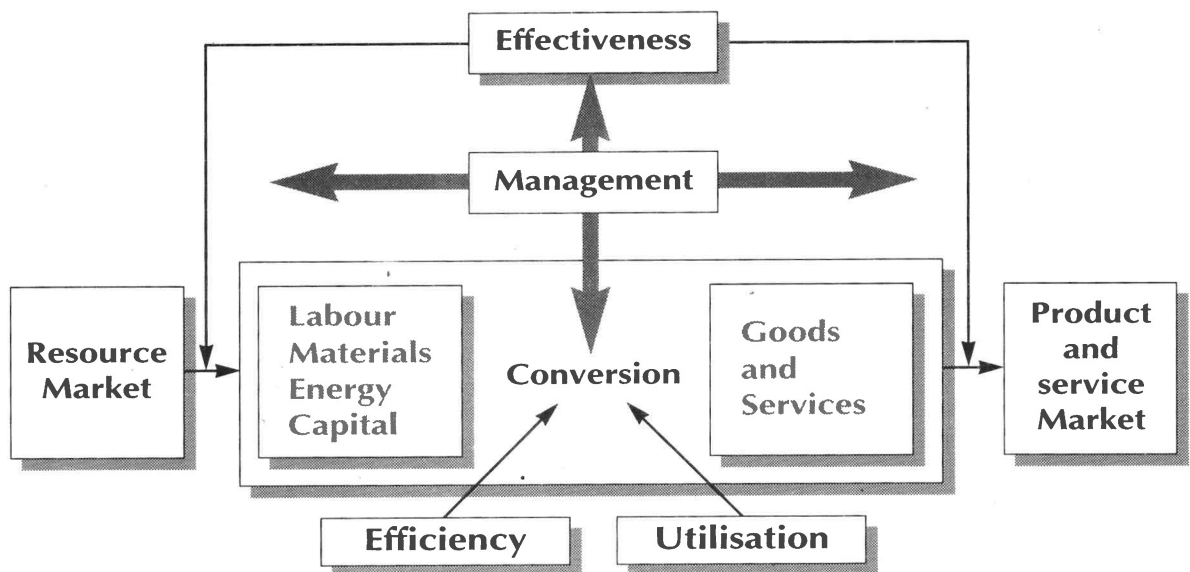 Effectiveness
Management
Resource
Market
Labour
Materials
Energy
Capital
Conversion
Goods
and
Services
Product
and
service
Market
Efficiency
Utilisation